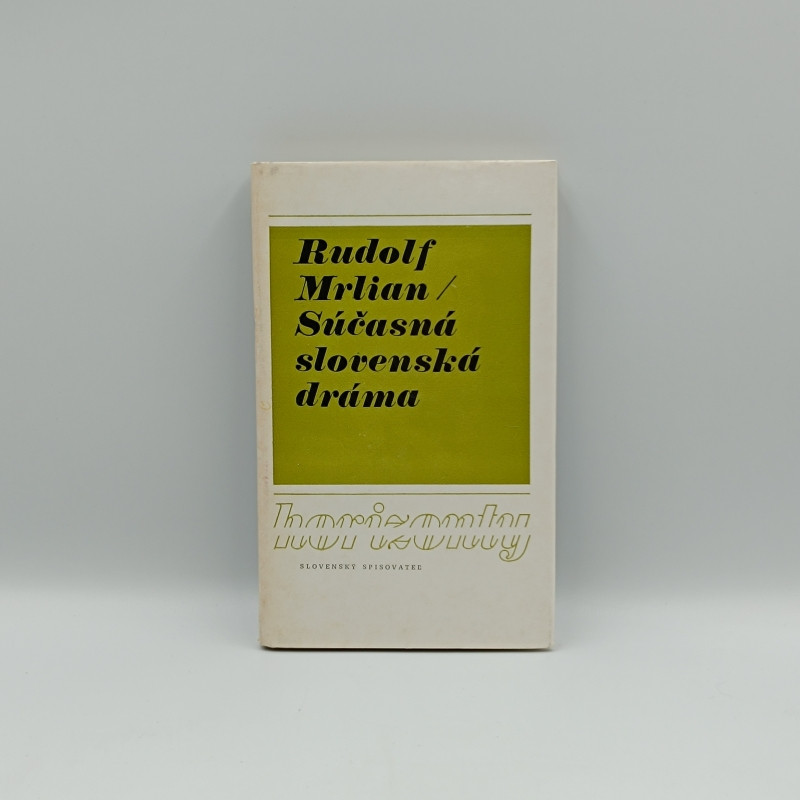 Rudolf
Mrlian /
Súčasná
slovenská
dráma
horizonty
SLOVENSKÝ SPISOVATEĽ